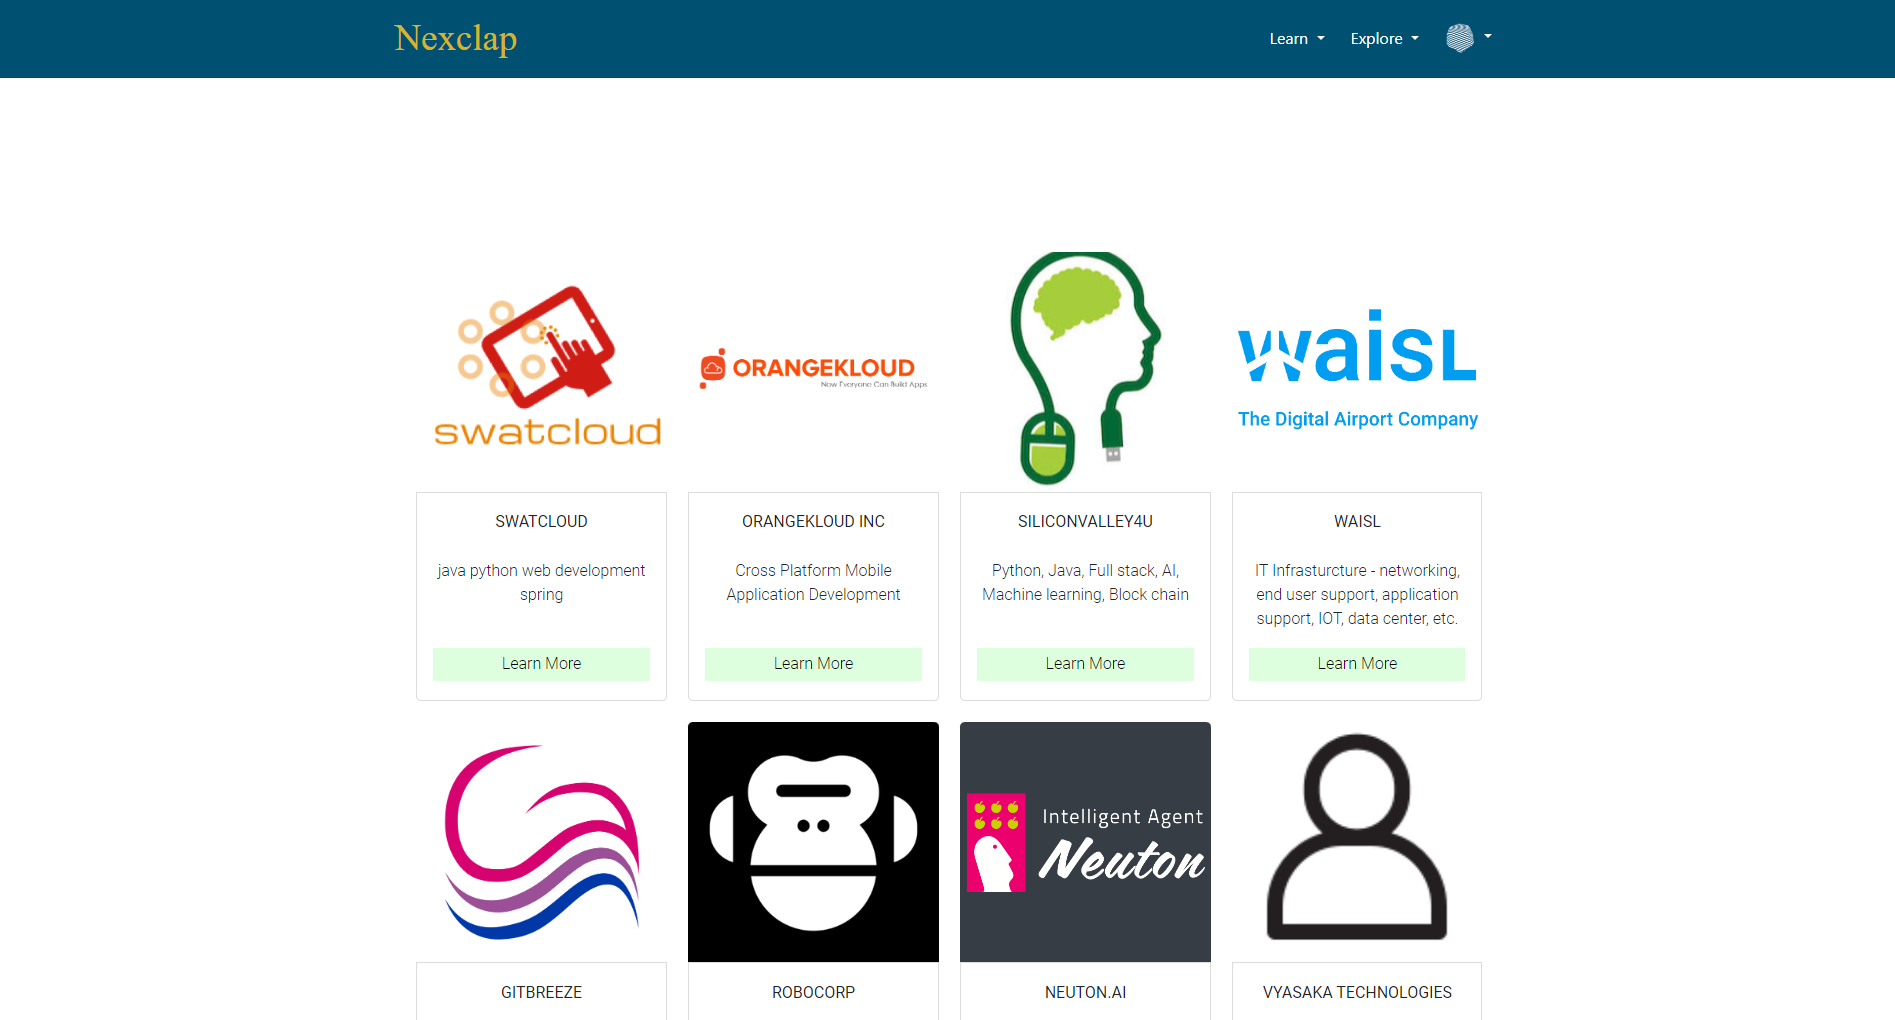 Nexclap
Learn
Explore
swatcloud
ORANGEKLOUD
Now Everyone Can Build Apps
waisL
The Digital Airport Company
SWATCLOUD
java python web development
spring
Learn More
ORANGEKLOUD INC
Cross Platform Mobile
Application Development
Learn More
SILICONVALLEY4U
Python, Java, Full stack, AI,
Machine learning, Block chain
Learn More
WAISL
IT Infrasturcture - networking,
end user support, application
support, IOT, data center, etc.
Learn More
Intelligent Agent
Neuton
GITBREEZE
ROBOCORP
NEUTON.AI
VYASAKA TECHNOLOGIES